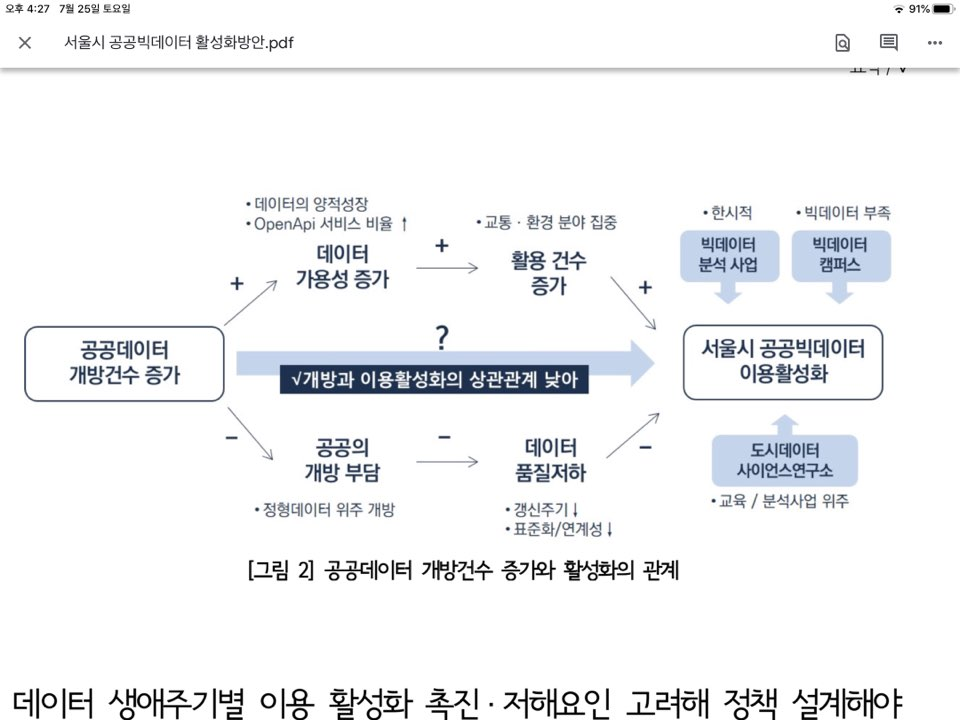 오후 4:27 7월 25일 토요일
91%
서울시 공공빅데이터 활성화방안.pdf
• 데이터의 양적성장
• OpenApi 서비스 비율 ↑
데이터
가용성 증가
+
+
• 교통 · 환경 분야 집중
활용 건수
증가
+
• 한시적
빅데이터
분석 사업
• 빅데이터 부족
빅데이터
캠퍼스
공공데이터
개방건수 증가
?
√개방과 이용활성화의 상관관계 낮아
서울시 공공빅데이터
이용활성화
–
공공의
개방 부담
• 정형데이터 위주 개방
–
데이터
품질저하
• 갱신주기↓
• 표준화/연계성↓
–
도시데이터
사이언스연구소
• 교육 / 분석사업 위주
[그림 2] 공공데이터 개방건수 증가와 활성화의 관계
데이터 생애주기별 이용 활성화 촉진·저해요인 고려해 정책 설계해야